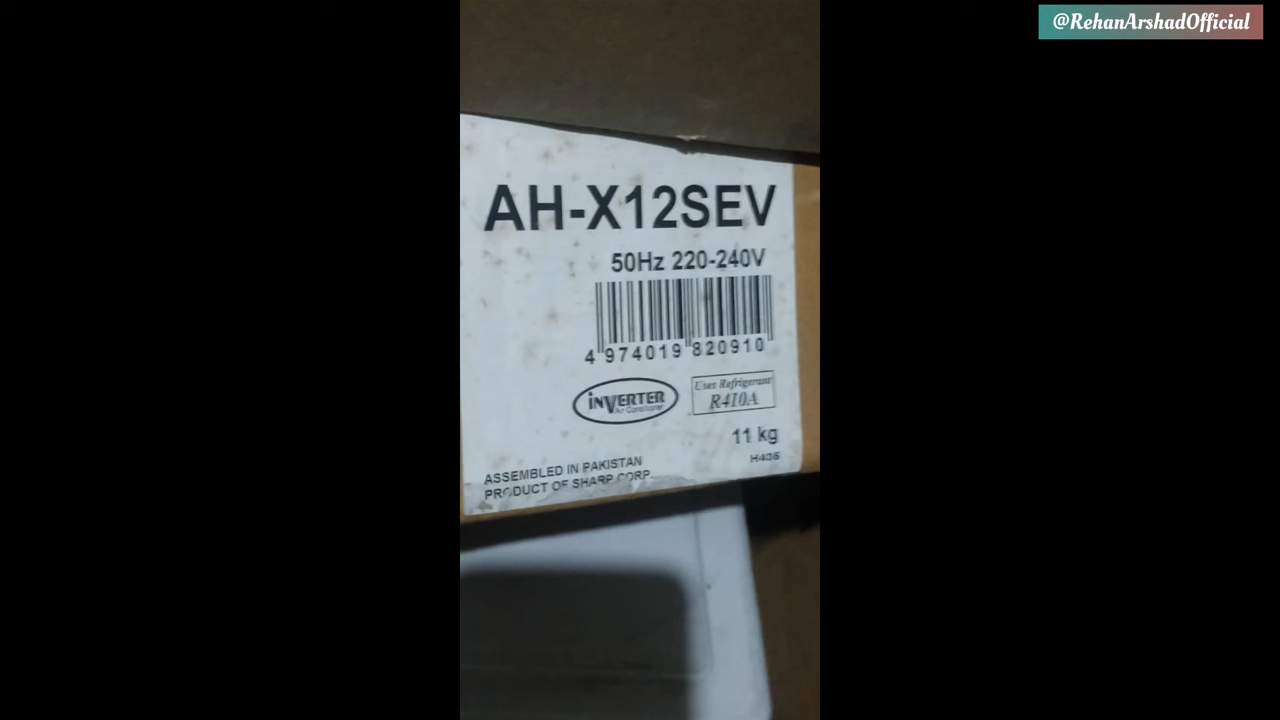 @RehanArshadOfficial
AH-X12SEV
50Hz 220-240V
4 974019 820910
INVERTER
Air Conditioner
Uses Refrigerant
R410A
11 kg
H436
ASSEMBLED IN PAKISTAN
PRODUCT OF SHARP CORP.